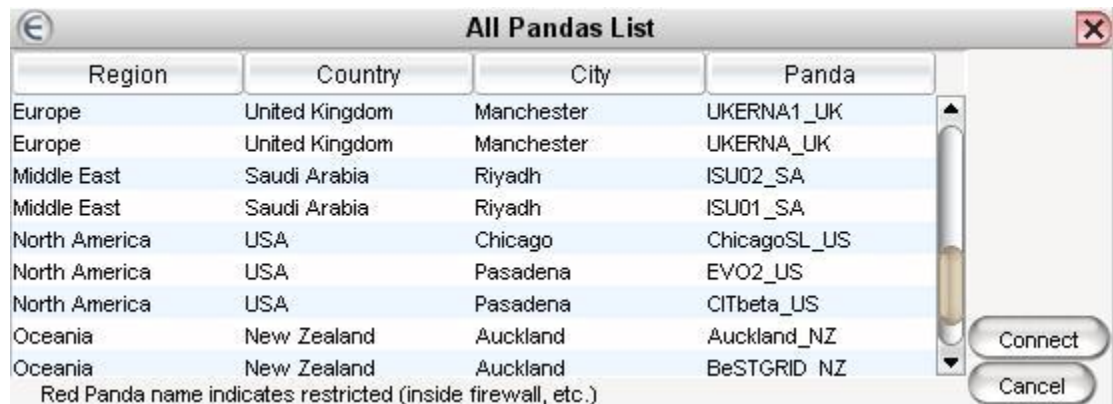 All Pandas List
Region Country City Panda
Europe United Kingdom Manchester UKERNA1_UK
Europe United Kingdom Manchester UKERNA_UK
Middle East Saudi Arabia Riyadh ISU02_SA
Middle East Saudi Arabia Riyadh ISU01_SA
North America USA Chicago ChicagoSL_US
North America USA Pasadena EVO2_US
North America USA Pasadena CITbeta_US
Oceania New Zealand Auckland Auckland_NZ
Oceania New Zealand Auckland BeSTGRID_NZ
Connect
Cancel
Red Panda name indicates restricted (inside firewall, etc.)